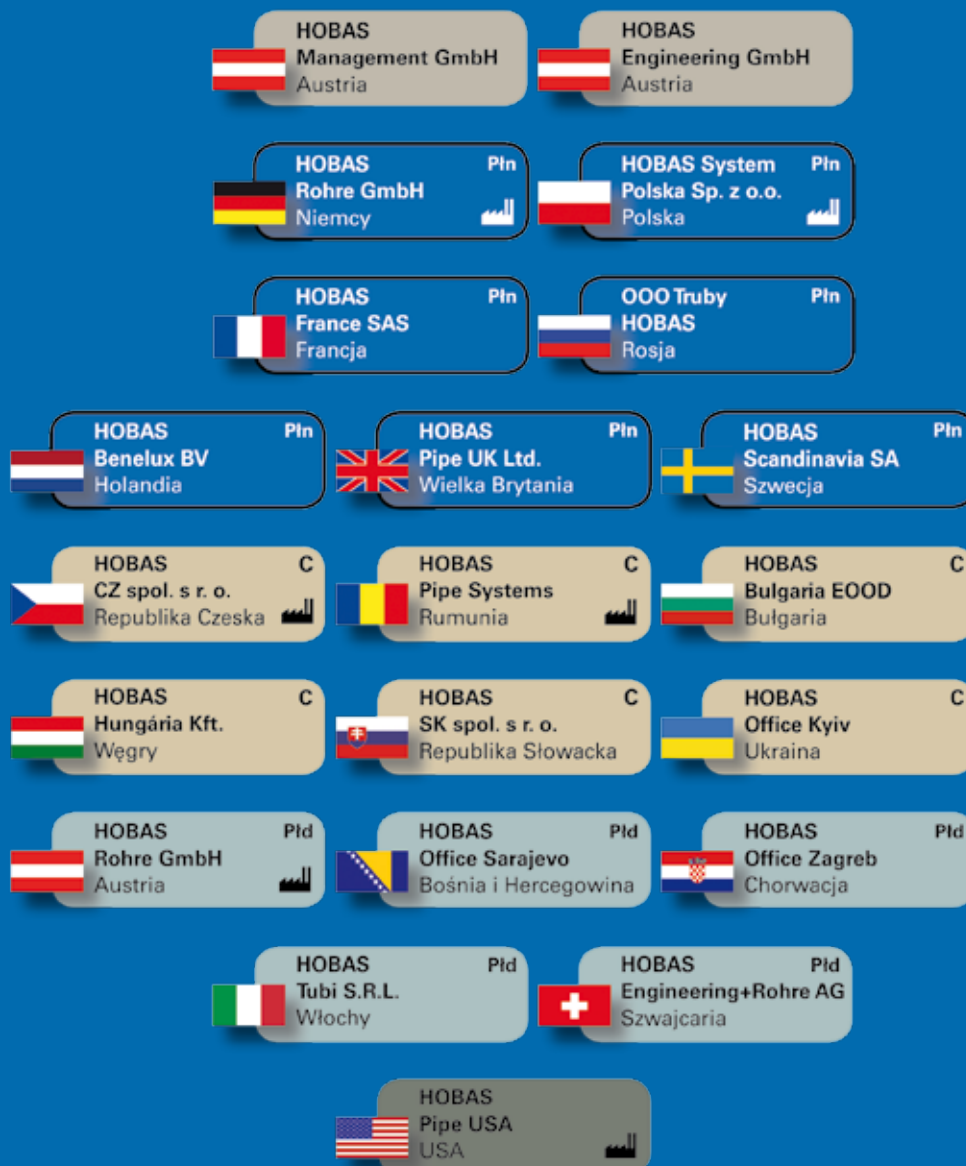 HOBAS
Management GmbH
Austria
HOBAS
Engineering GmbH
Austria
HOBAS Płn
Rohre GmbH
Niemcy
HOBAS System Płn
Polska Sp. z o.o.
Polska
HOBAS Płn
France SAS
Francja
OOO Truby Płn
HOBAS
Rosja
HOBAS Płn
Benelux BV
Holandia
HOBAS Płn
Pipe UK Ltd.
Wielka Brytania
HOBAS Płn
Scandinavia SA
Szwecja
HOBAS C
CZ spol. s r. o.
Republika Czeska
HOBAS C
Pipe Systems
Rumunia
HOBAS C
Bulgaria EOOD
Bułgaria
HOBAS C
Hungária Kft.
Węgry
HOBAS C
SK spol. s r. o.
Republika Słowacka
HOBAS C
Office Kyiv
Ukraina
HOBAS Płd
Rohre GmbH
Austria
HOBAS Płd
Office Sarajevo
Bośnia i Hercegowina
HOBAS Płd
Office Zagreb
Chorwacja
HOBAS Płd
Tubi S.R.L.
Włochy
HOBAS Płd
Engineering+Rohre AG
Szwajcaria
HOBAS
Pipe USA
USA